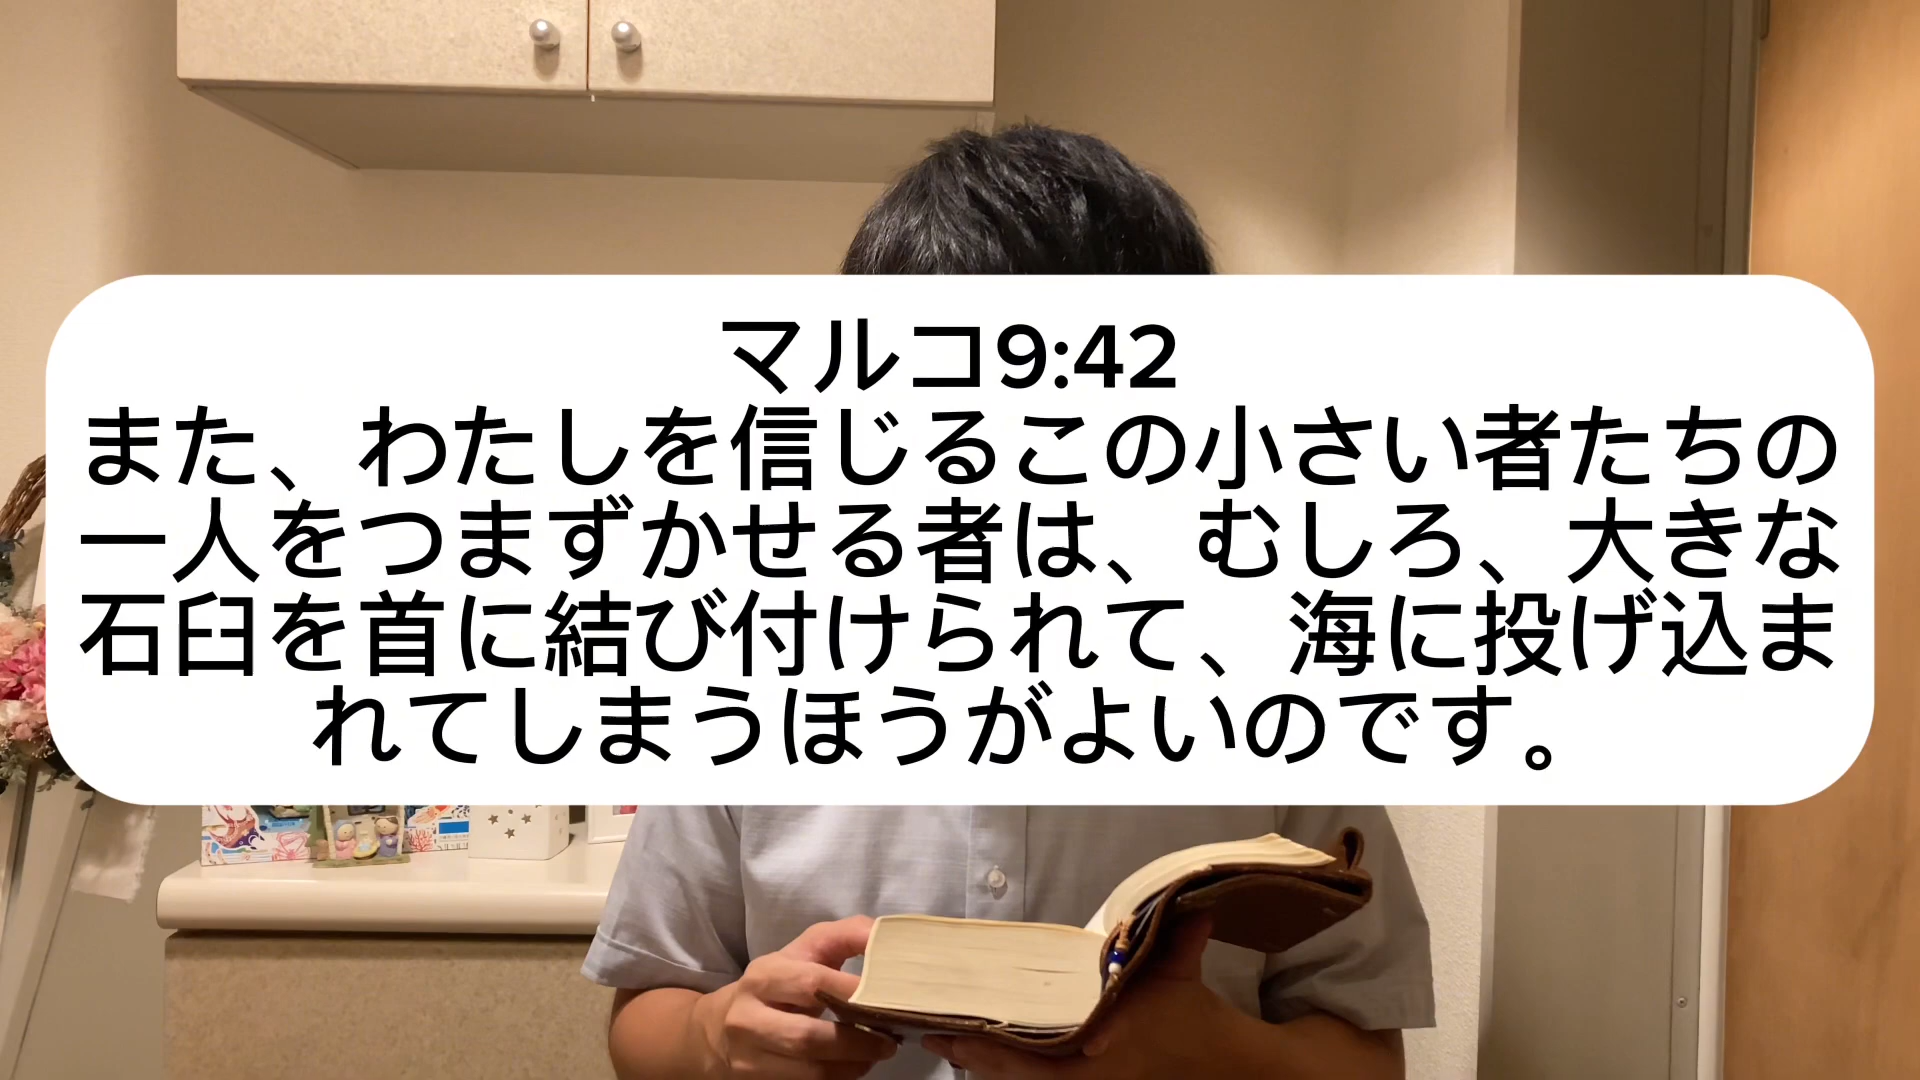 マルコ9:42
また、わたしを信じるこの小さい者たちの
一人をつまずかせる者は、むしろ、大きな
石臼を首に結び付けられて、海に投げ込ま
れてしまうほうがよいのです。